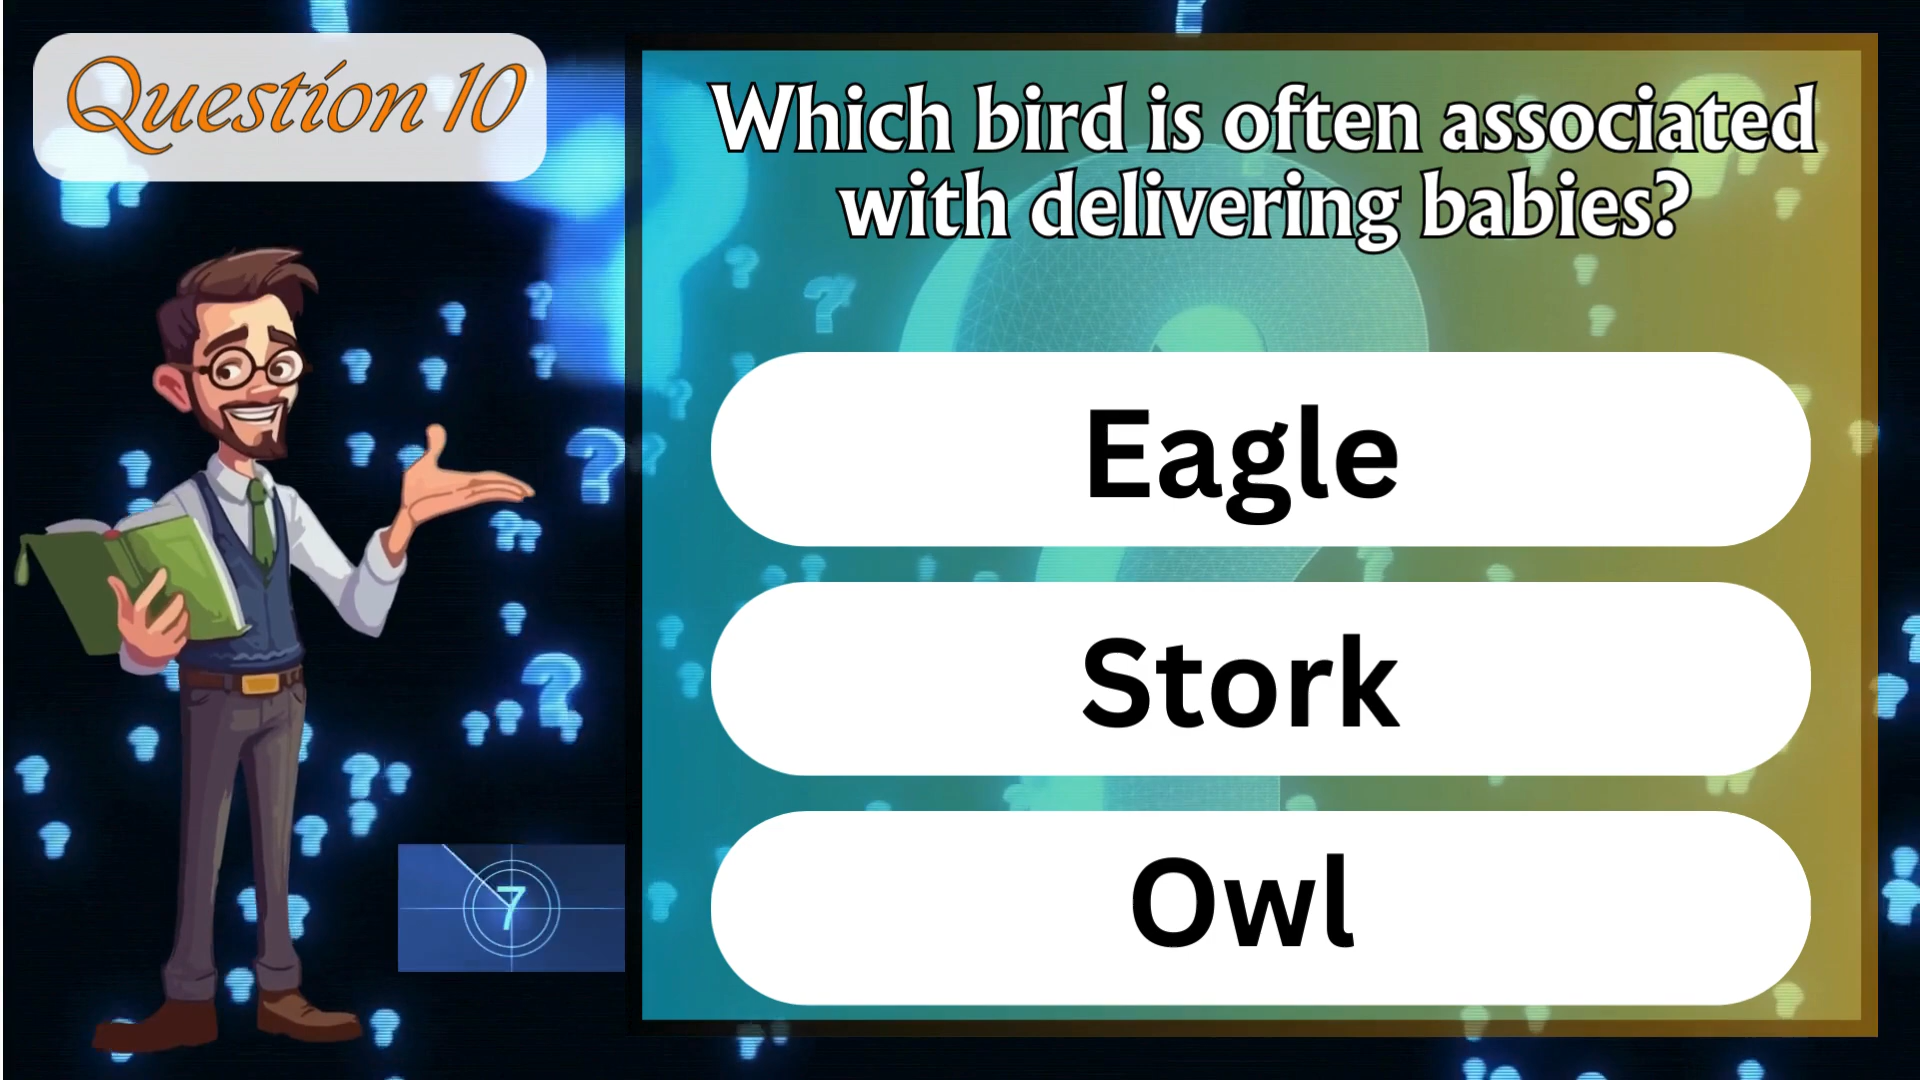 Question 10
Which bird is often associated
with delivering babies?
Eagle
Stork
Owl
7